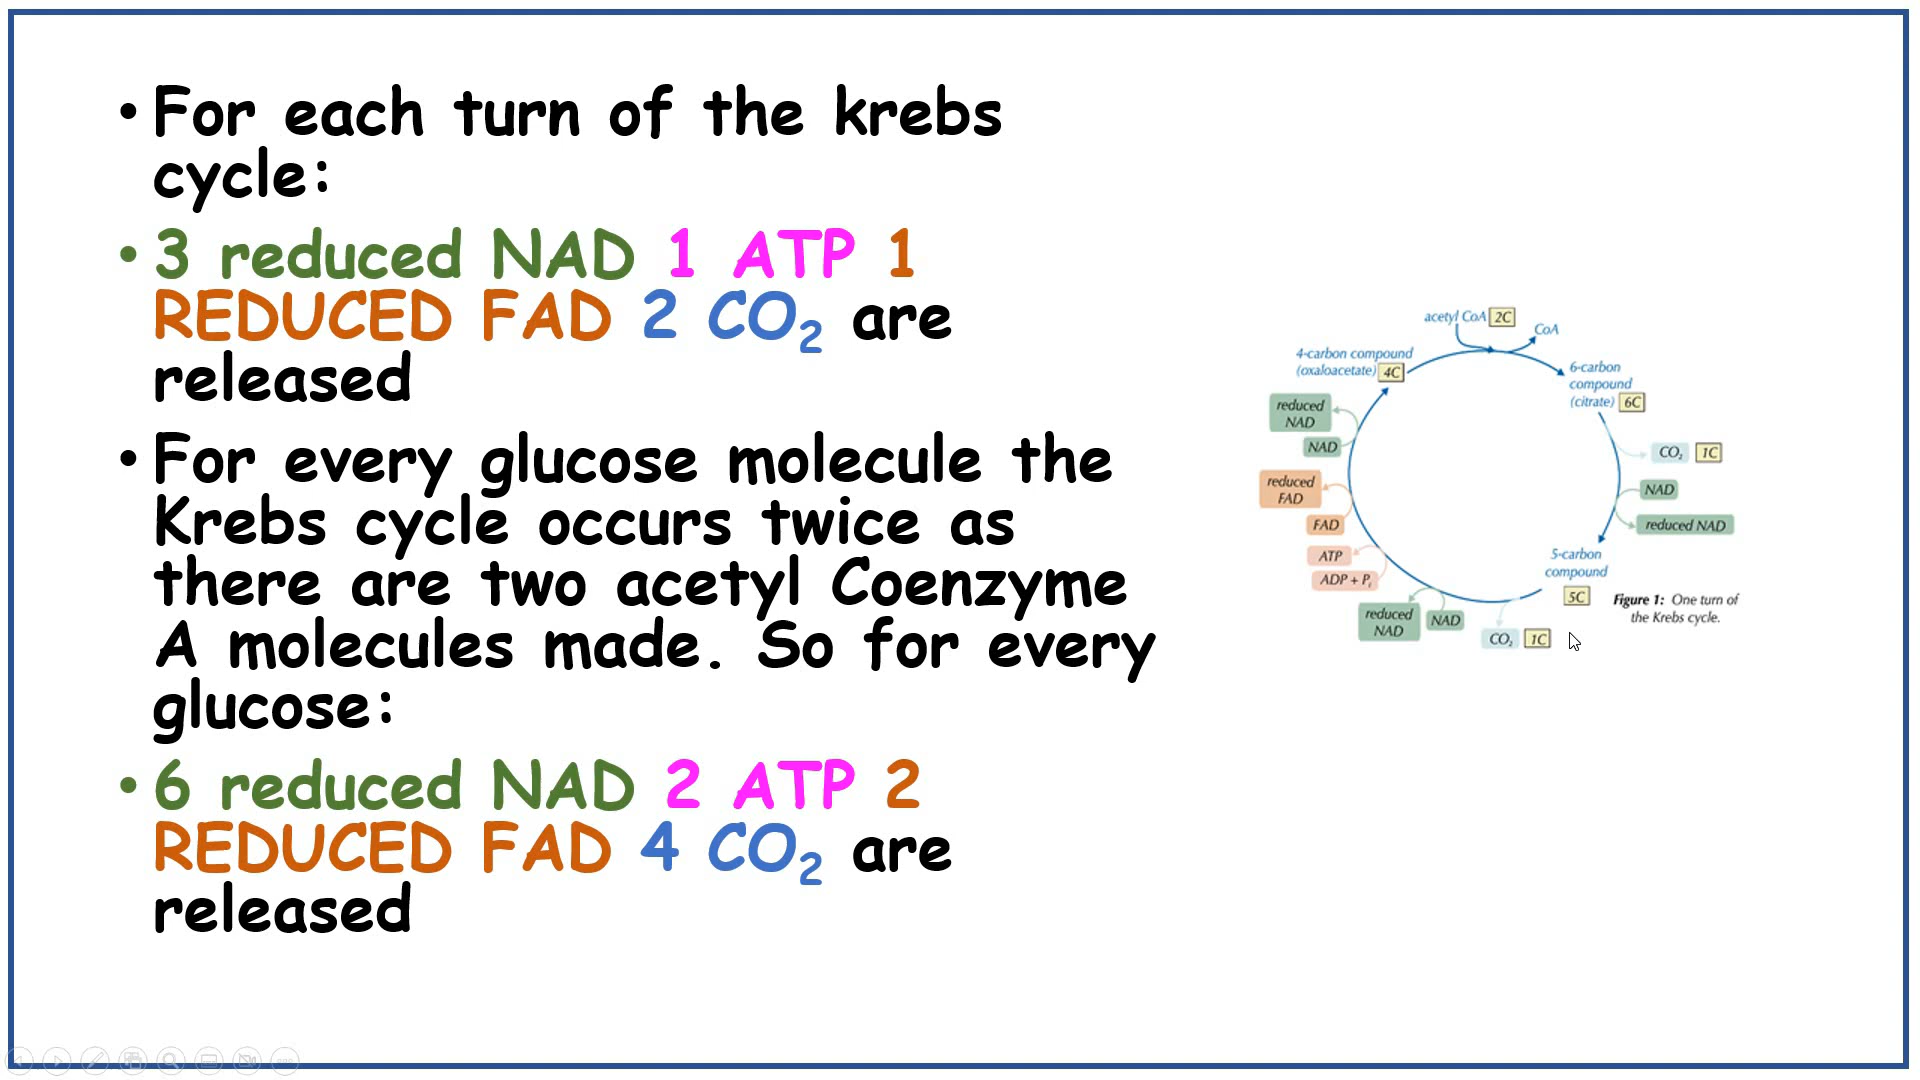 • For each turn of the krebs
cycle:
• 3 reduced NAD 1 ATP 1
REDUCED FAD 2 CO₂ are
released
• For every glucose molecule the
Krebs cycle occurs twice as
there are two acetyl Coenzyme
A molecules made. So for every
glucose:
• 6 reduced NAD 2 ATP 2
REDUCED FAD 4 CO₂ are
released
acetyl CoA 2C
CoA
4-carbon compound
(oxaloacetate) 4C
6-carbon
compound
(citrate) 6C
reduced
NAD
NAD
CO₂ 1C
reduced
FAD
NAD
FAD
reduced NAD
ATP
ADP + Pᵢ
5-carbon
compound
5C
reduced
NAD
NAD
CO₂ 1C
Figure 1: One turn of
the Krebs cycle.